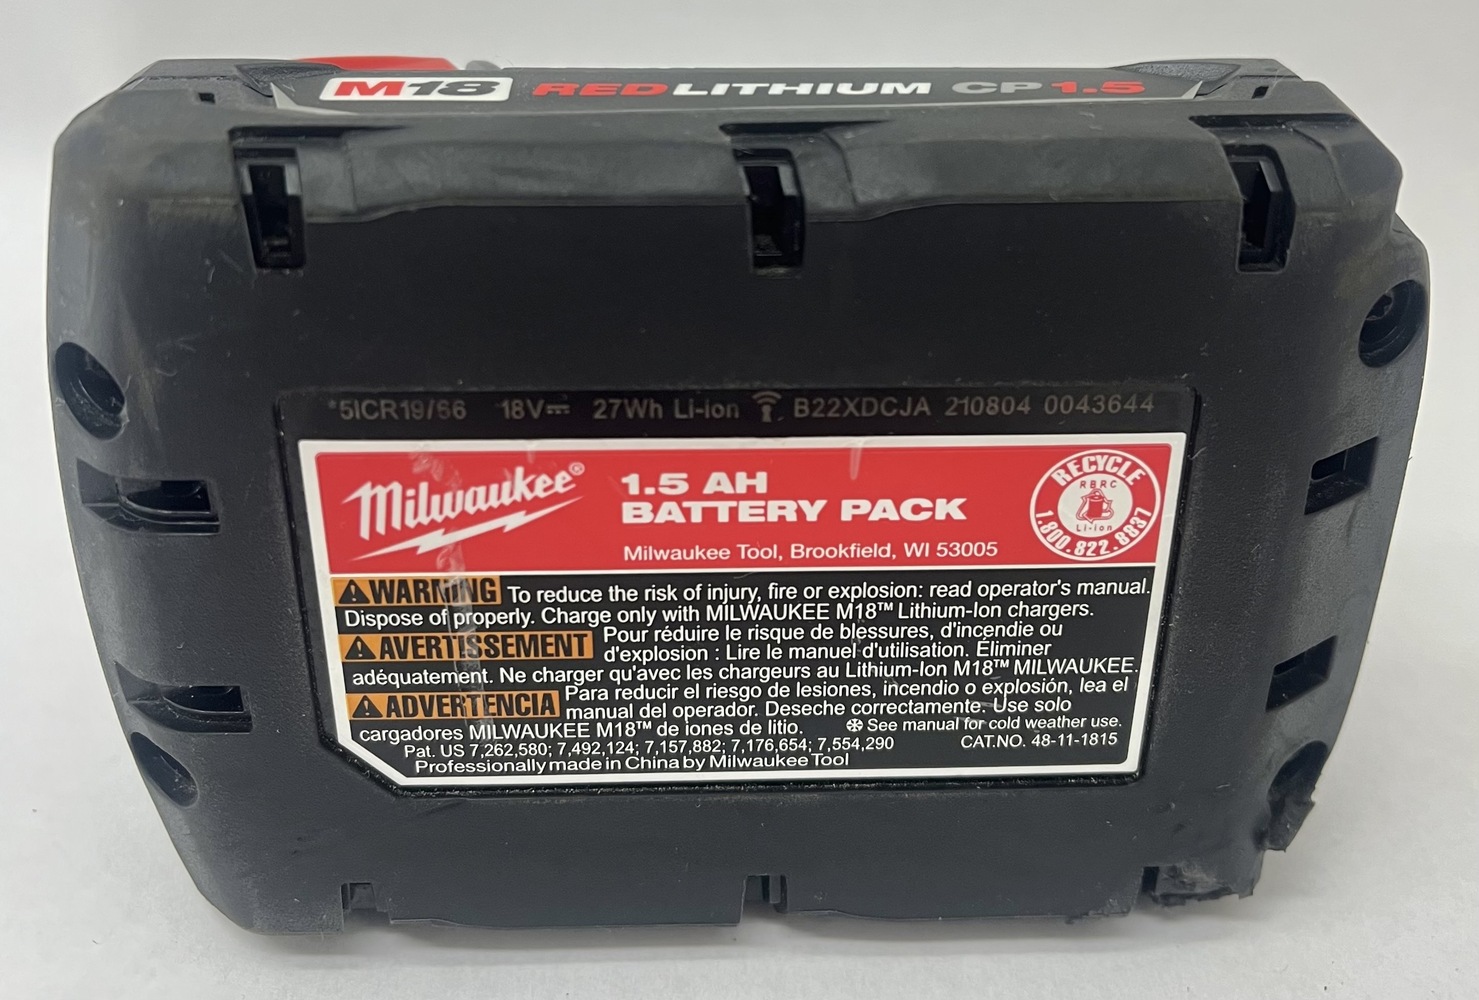 M18 REDLITHIUM CP1.5
*5ICR19/66 18V⎓ 27Wh Li-ion B22XDCJA 210804 0043644
Milwaukee®
1.5 AH
BATTERY PACK
Milwaukee Tool, Brookfield, WI 53005
RECYCLE
RBRC
Li-ion
1.800.822.8837
WARNING To reduce the risk of injury, fire or explosion: read operator's manual.
Dispose of properly. Charge only with MILWAUKEE M18™ Lithium-Ion chargers.
AVERTISSEMENT Pour réduire le risque de blessures, d'incendie ou
d'explosion : Lire le manuel d'utilisation. Éliminer
adéquatement. Ne charger qu'avec les chargeurs au Lithium-Ion M18™ MILWAUKEE.
ADVERTENCIA Para reducir el riesgo de lesiones, incendio o explosión, lea el
manual del operador. Deseche correctamente. Use solo
cargadores MILWAUKEE M18™ de iones de litio. ❄ See manual for cold weather use.
Pat. US 7,262,580; 7,492,124; 7,157,882; 7,176,654; 7,554,290 CAT.NO. 48-11-1815
Professionally made in China by Milwaukee Tool